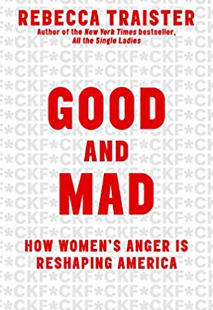 REBECCA TRAISTER
Author of the New York Times bestseller,
All the Single Ladies
GOOD
AND
MAD
HOW WOMEN'S ANGER IS
RESHAPING AMERICA